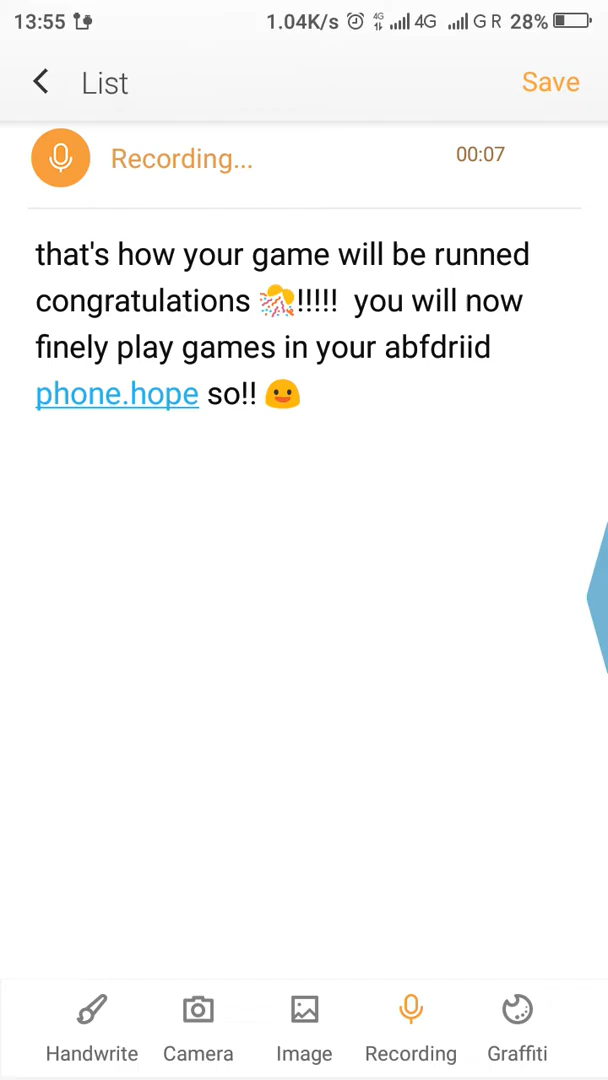 13:55 1.04K/s 4G 4G G R 28%
List Save
Recording... 00:07
that's how your game will be runned
congratulations 🎊!!!!! you will now
finely play games in your abfdriid
phone.hope so!! 😃
Handwrite Camera Image Recording Graffiti